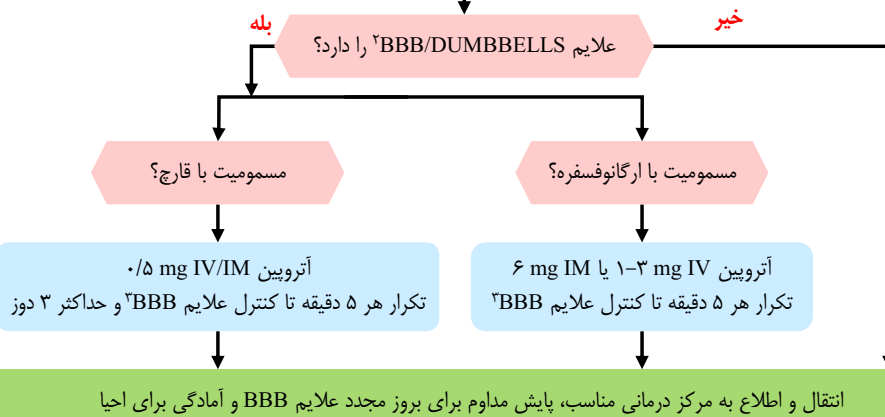 خیر
بله
علایم BBB/DUMBBELLS² را دارد؟
مسمومیت با ارگانوفسفره؟
مسمومیت با قارچ؟
آتروپین ۱–۳ mg IV یا ۶ mg IM
تکرار هر ۵ دقیقه تا کنترل علایم BBB³
آتروپین ۰/۵ mg IV/IM
تکرار هر ۵ دقیقه تا کنترل علایم BBB³ و حداکثر ۳ دوز
انتقال و اطلاع به مرکز درمانی مناسب، پایش مداوم برای بروز مجدد علایم BBB و آمادگی برای احیا